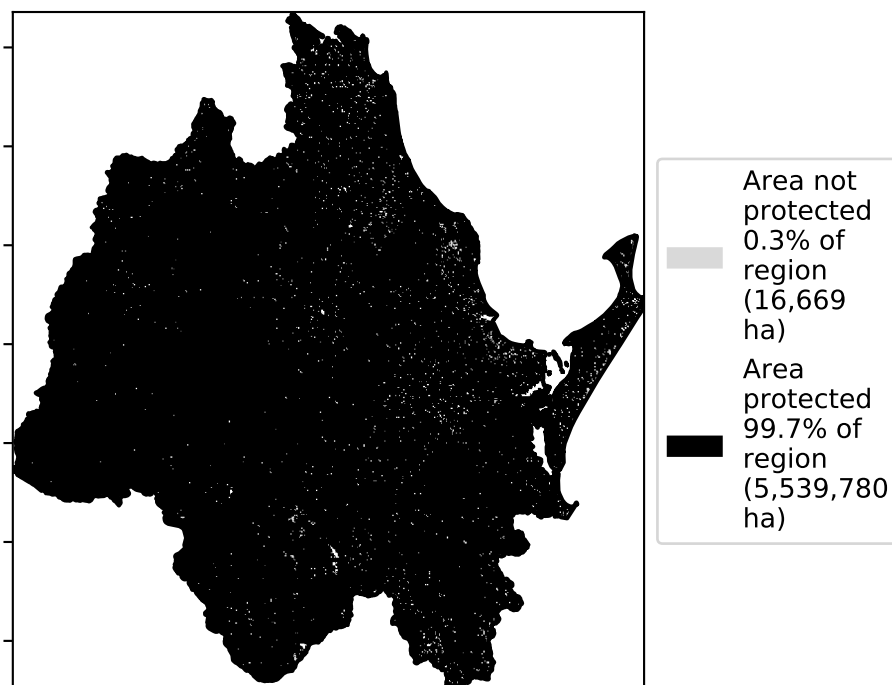 Area not
protected
0.3% of
region
(16,669
ha)
Area
protected
99.7% of
region
(5,539,780
ha)